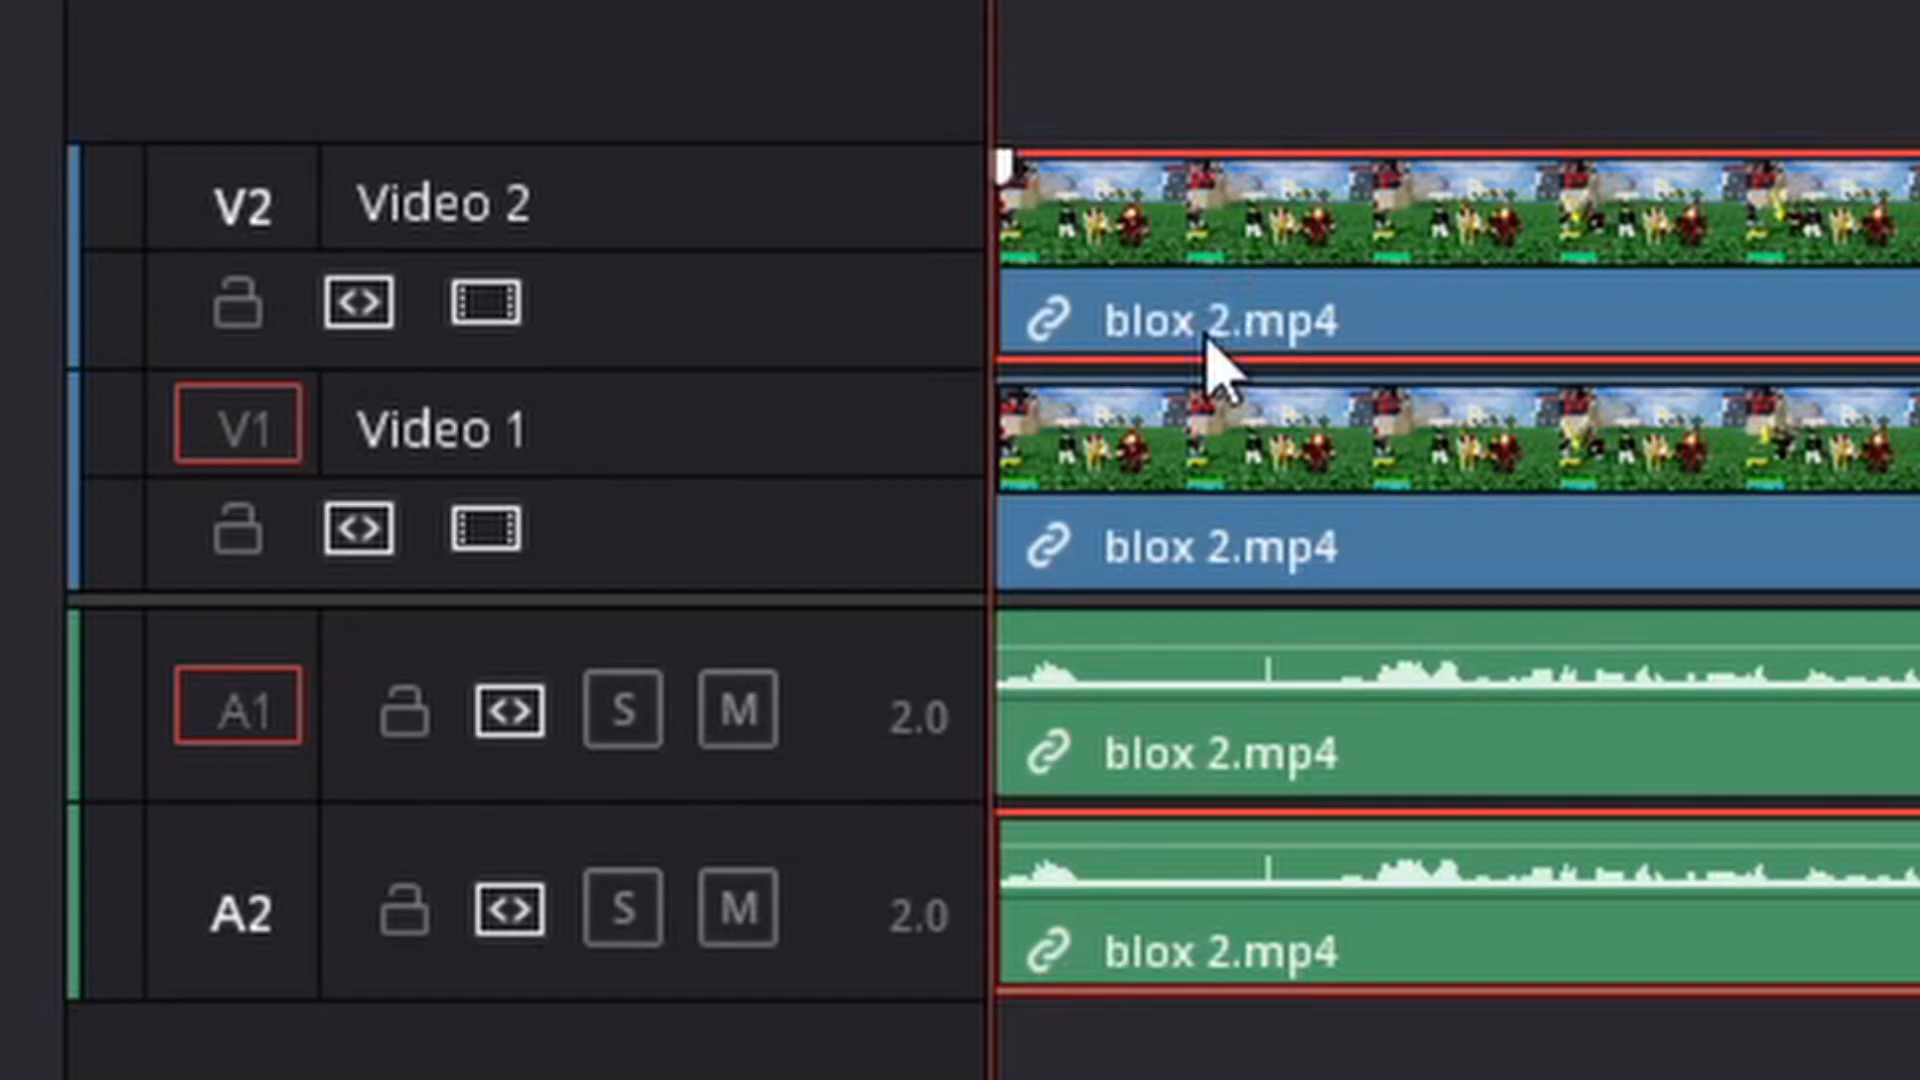 V2 Video 2
blox 2.mp4
V1 Video 1
blox 2.mp4
A1 S M 2.0
blox 2.mp4
A2 S M 2.0
blox 2.mp4